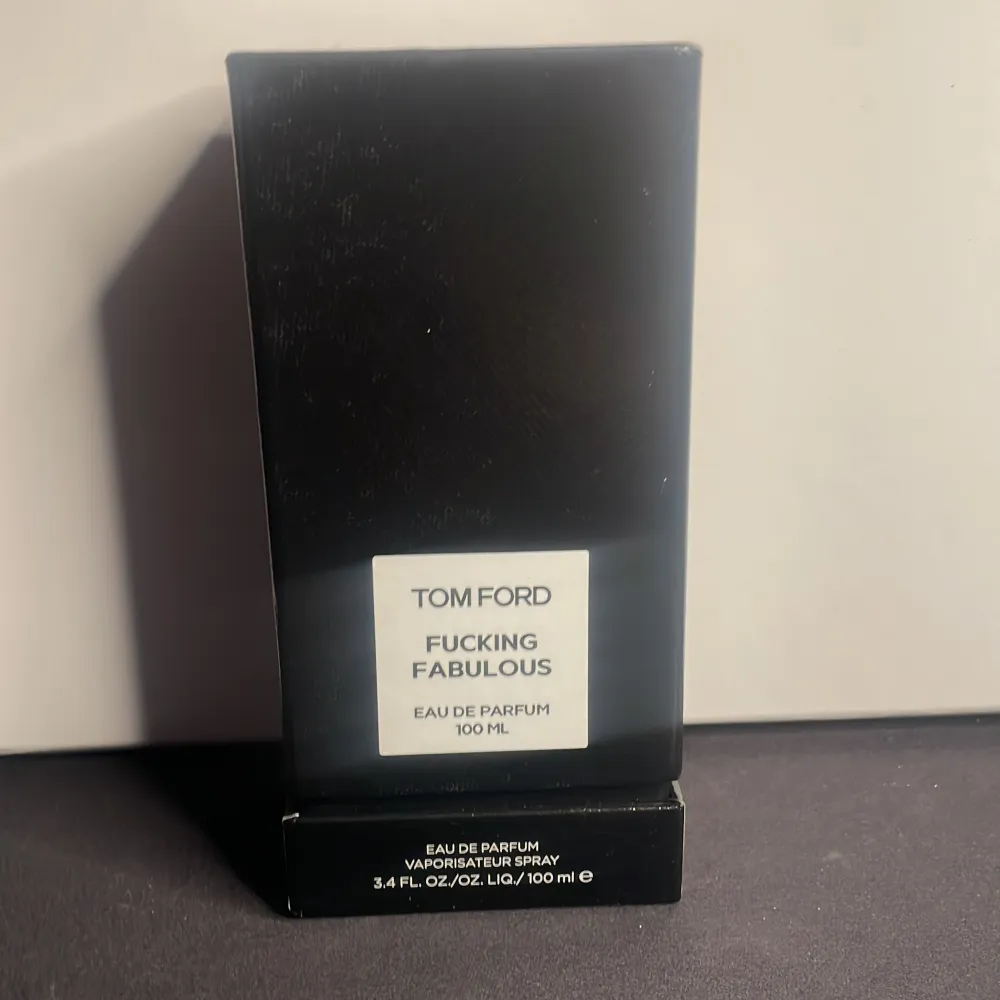 TOM FORD
FUCKING
FABULOUS
EAU DE PARFUM
100 ML
EAU DE PARFUM
VAPORISATEUR SPRAY
3.4 FL. OZ./OZ. LIQ./ 100 ml ℮